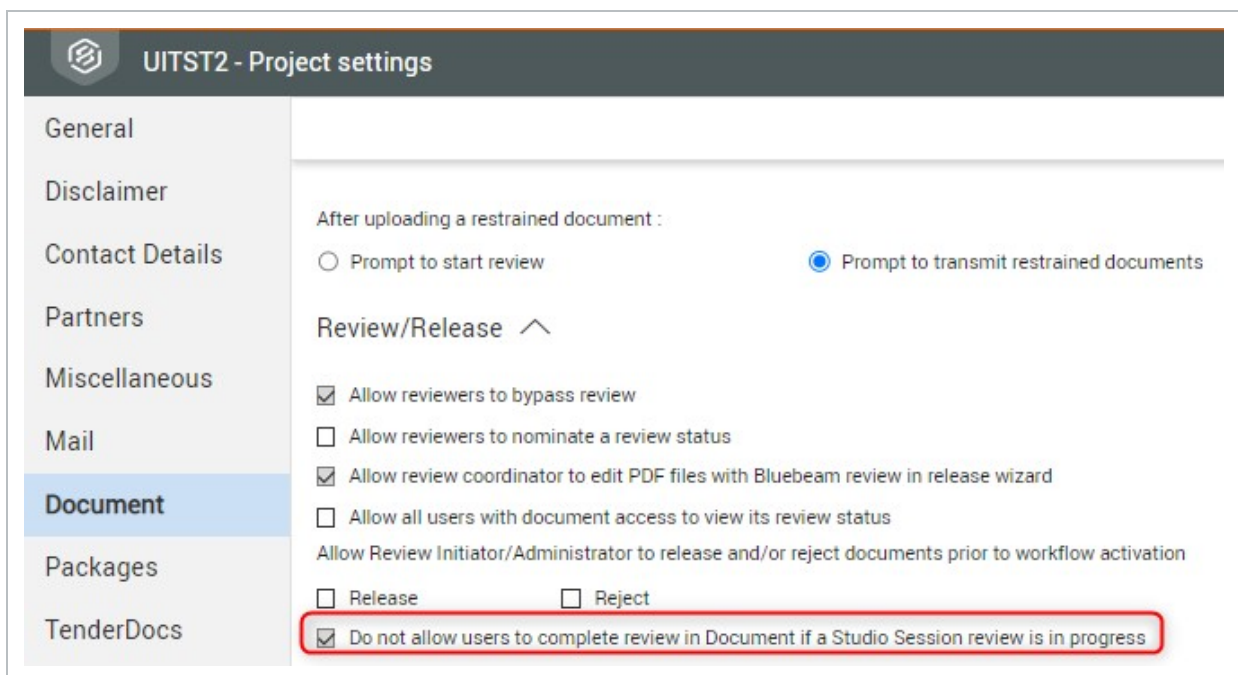 UITST2 - Project settings
General
Disclaimer
Contact Details
Partners
Miscellaneous
Mail
Document
Packages
TenderDocs
After uploading a restrained document :
Prompt to start review Prompt to transmit restrained documents
Review/Release
Allow reviewers to bypass review
Allow reviewers to nominate a review status
Allow review coordinator to edit PDF files with Bluebeam review in release wizard
Allow all users with document access to view its review status
Allow Review Initiator/Administrator to release and/or reject documents prior to workflow activation
Release Reject
Do not allow users to complete review in Document if a Studio Session review is in progress